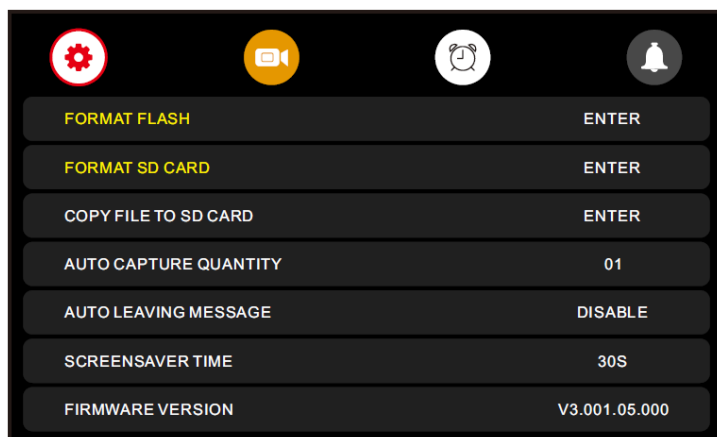 FORMAT FLASH ENTER
FORMAT SD CARD ENTER
COPY FILE TO SD CARD ENTER
AUTO CAPTURE QUANTITY 01
AUTO LEAVING MESSAGE DISABLE
SCREENSAVER TIME 30S
FIRMWARE VERSION V3.001.05.000